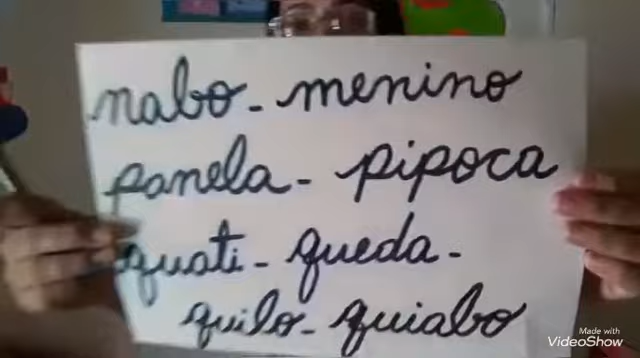 nabo - menino
panela - pipoca
quati - queda -
quilo - quiabo
Made with
VideoShow